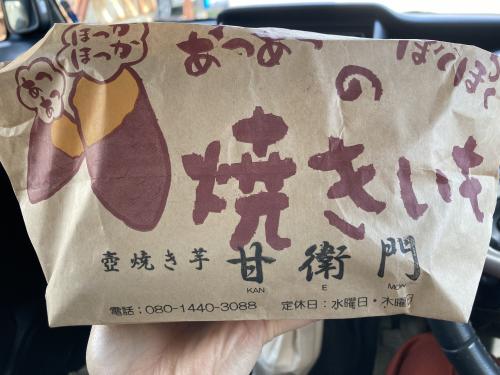 ほっ かっ
ほっ かっ
あつ
あつ
あつあつ
ほくほく
の
焼きいも
壺焼き芋 甘衛門
KAN E MON
電話：080-1440-3088 定休日：水曜日・木曜日